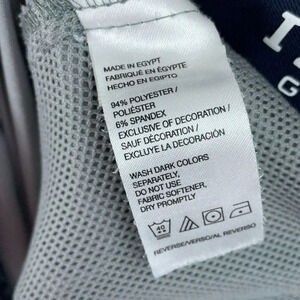 MADE IN EGYPT
FABRIQUÉ EN ÉGYPTE
HECHO EN EGIPTO
94% POLYESTER /
POLIÉSTER
6% SPANDEX
EXCLUSIVE OF DECORATION /
SAUF DÉCORATION /
EXCLUYE LA DECORACIÓN
WASH DARK COLORS
SEPARATELY,
DO NOT USE
FABRIC SOFTENER,
DRY PROMPTLY
40
REVERSE/VERSO/AL REVERSO